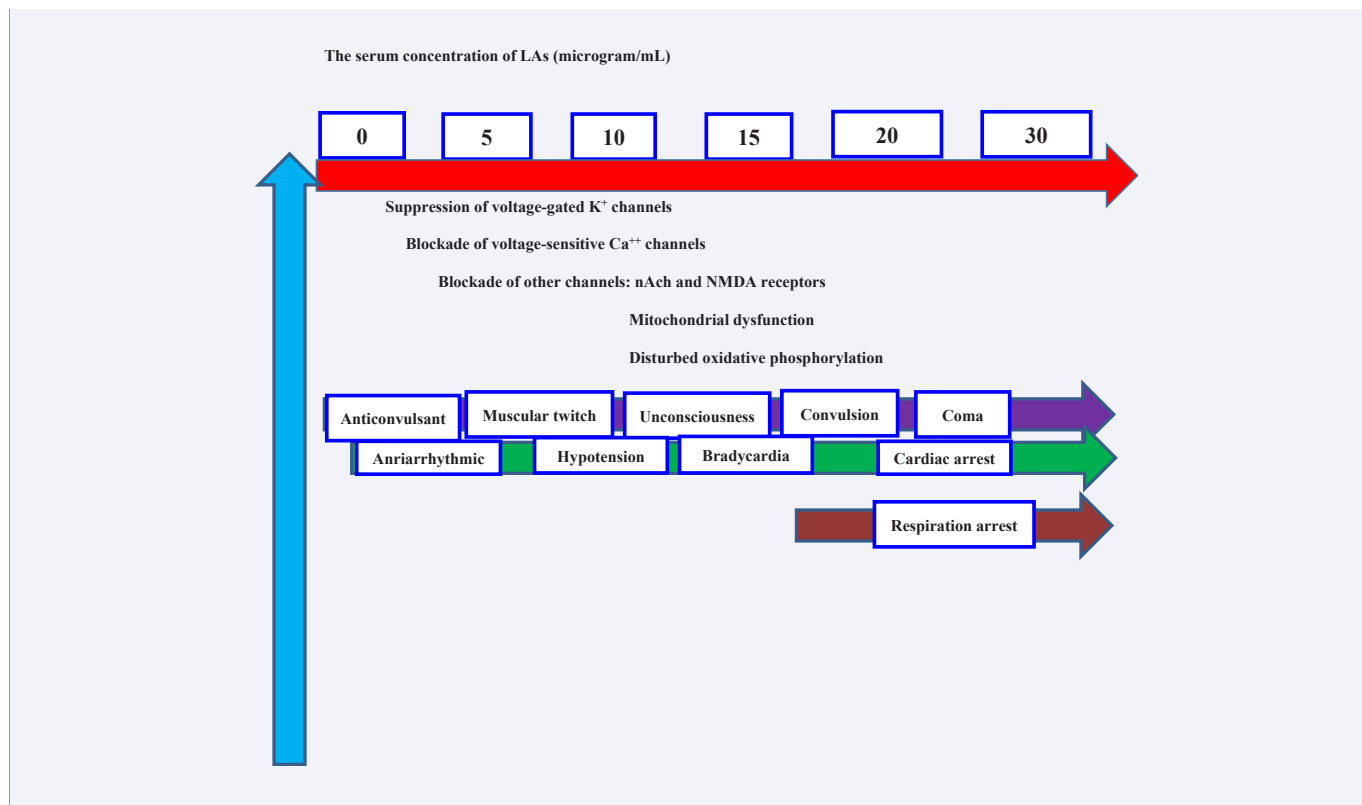 The serum concentration of LAs (microgram/mL)
0 5 10 15 20 30
Suppression of voltage-gated K⁺ channels
Blockade of voltage-sensitive Ca⁺⁺ channels
Blockade of other channels: nAch and NMDA receptors
Mitochondrial dysfunction
Disturbed oxidative phosphorylation
Anticonvulsant Muscular twitch Unconsciousness Convulsion Coma
Anriarrhythmic Hypotension Bradycardia Cardiac arrest
Respiration arrest